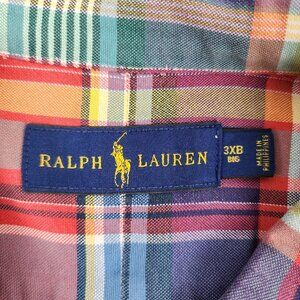 RALPH LAUREN
3XB
BIG
MADE IN
PHILIPPINES